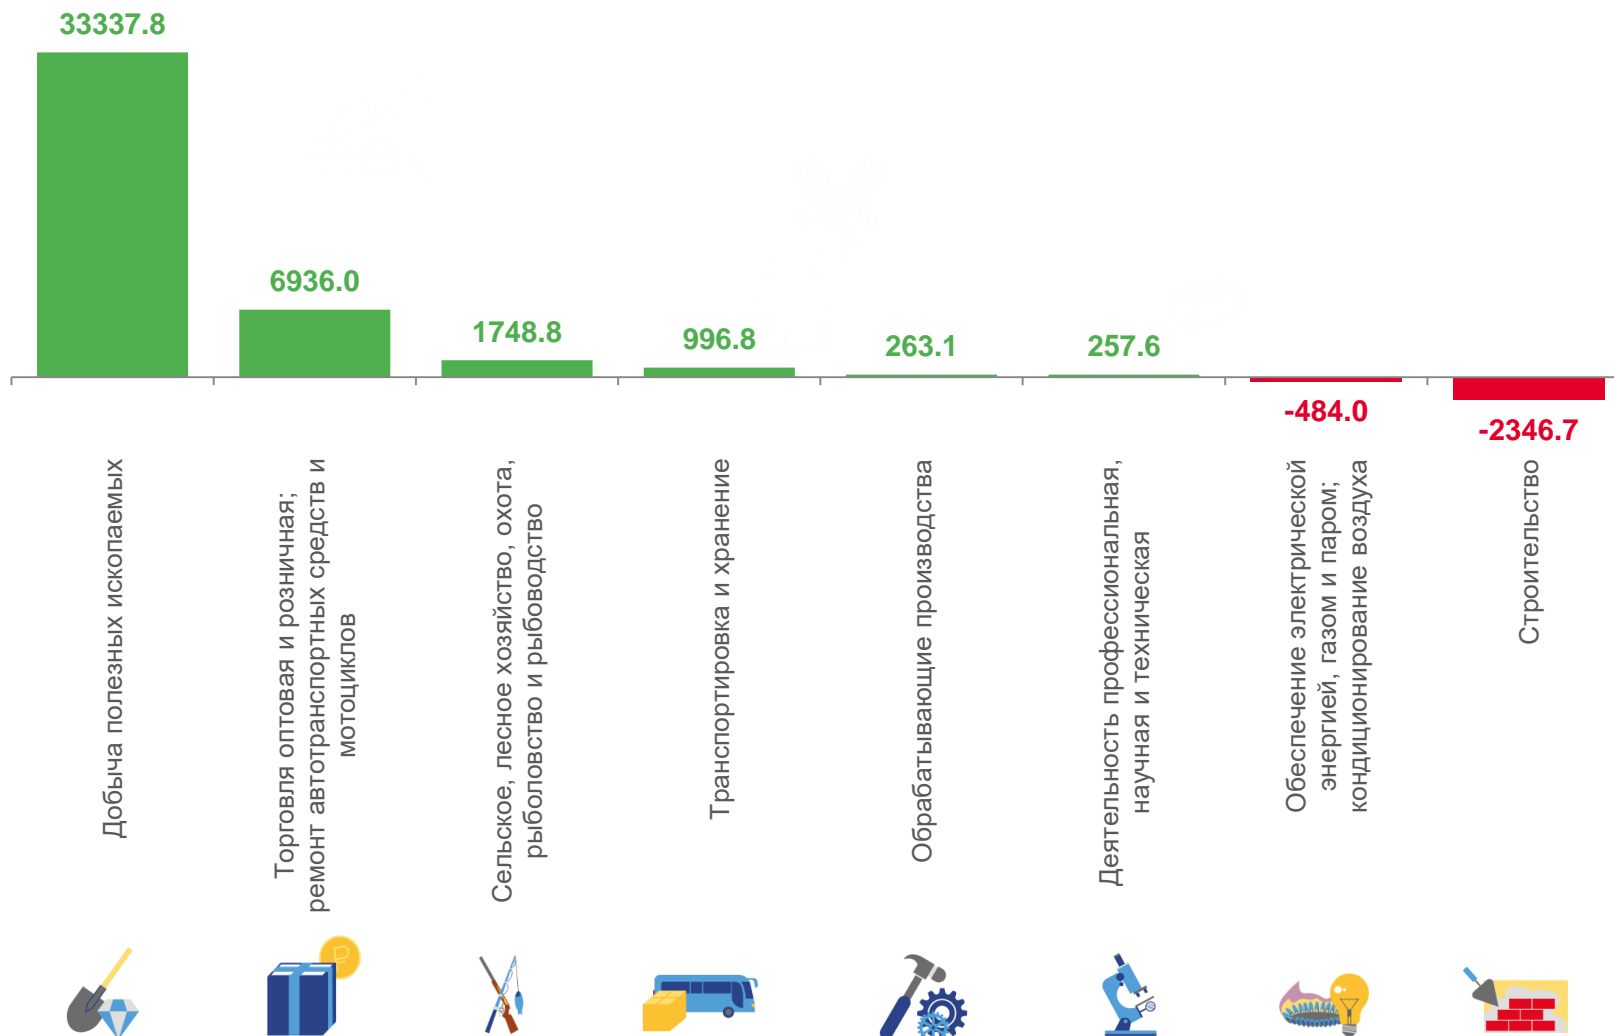 33337.8
6936.0
1748.8
996.8
263.1
257.6
-484.0
-2346.7
Добыча полезных ископаемых
Торговля оптовая и розничная;
ремонт автотранспортных средств и
мотоциклов
Сельское, лесное хозяйство, охота,
рыболовство и рыбоводство
Транспортировка и хранение
Обрабатывающие производства
Деятельность профессиональная,
научная и техническая
Обеспечение электрической
энергией, газом и паром;
кондиционирование воздуха
Строительство